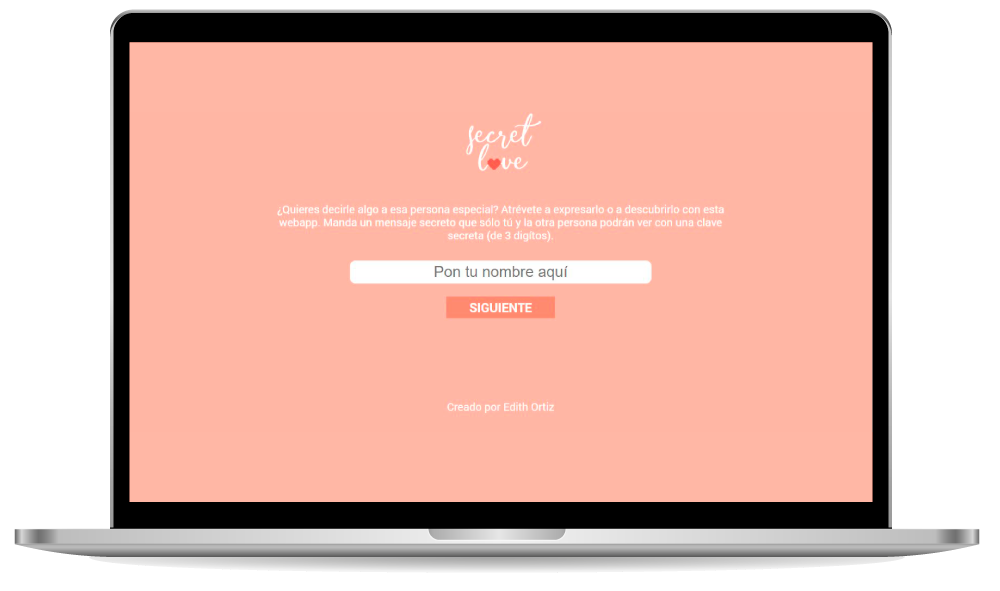 secret
love
¿Quieres decirle algo a esa persona especial? Atrévete a expresarlo o a descubrirlo con esta
webapp. Manda un mensaje secreto que sólo tú y la otra persona podrán ver con una clave
secreta (de 3 digítos).
Pon tu nombre aquí
SIGUIENTE
Creado por Edith Ortiz